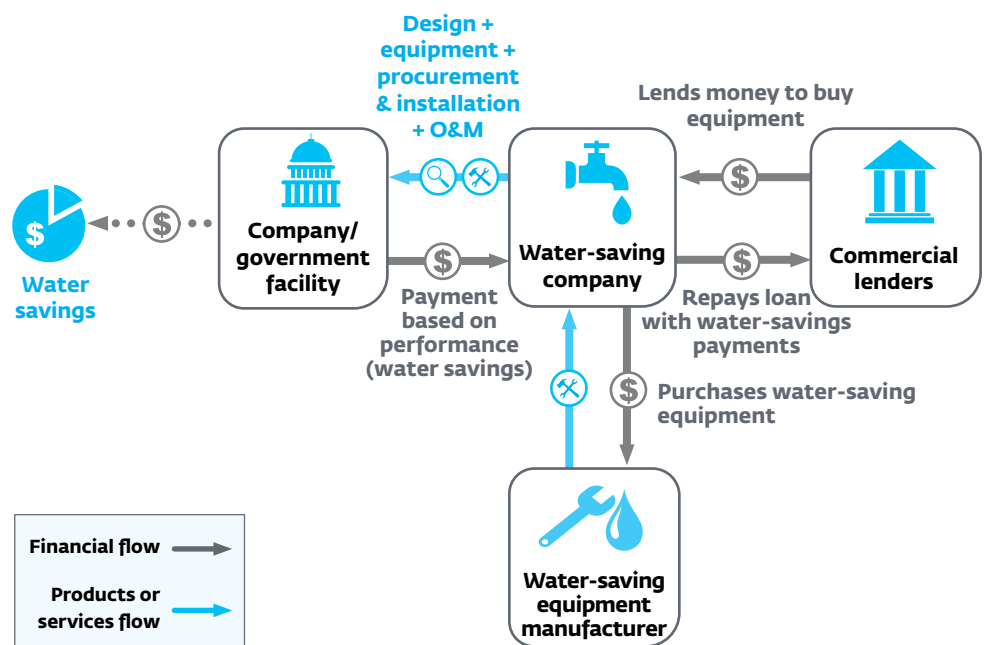 Design +
equipment +
procurement
& installation
+ O&M
Lends money to buy
equipment
$
$
$
Water
savings
Company/
government
facility
$
Payment
based on
performance
(water savings)
Water-saving
company
$
Repays loan
with water-savings
payments
Commercial
lenders
$
Purchases water-saving
equipment
Water-saving
equipment
manufacturer
Financial flow
Products or
services flow